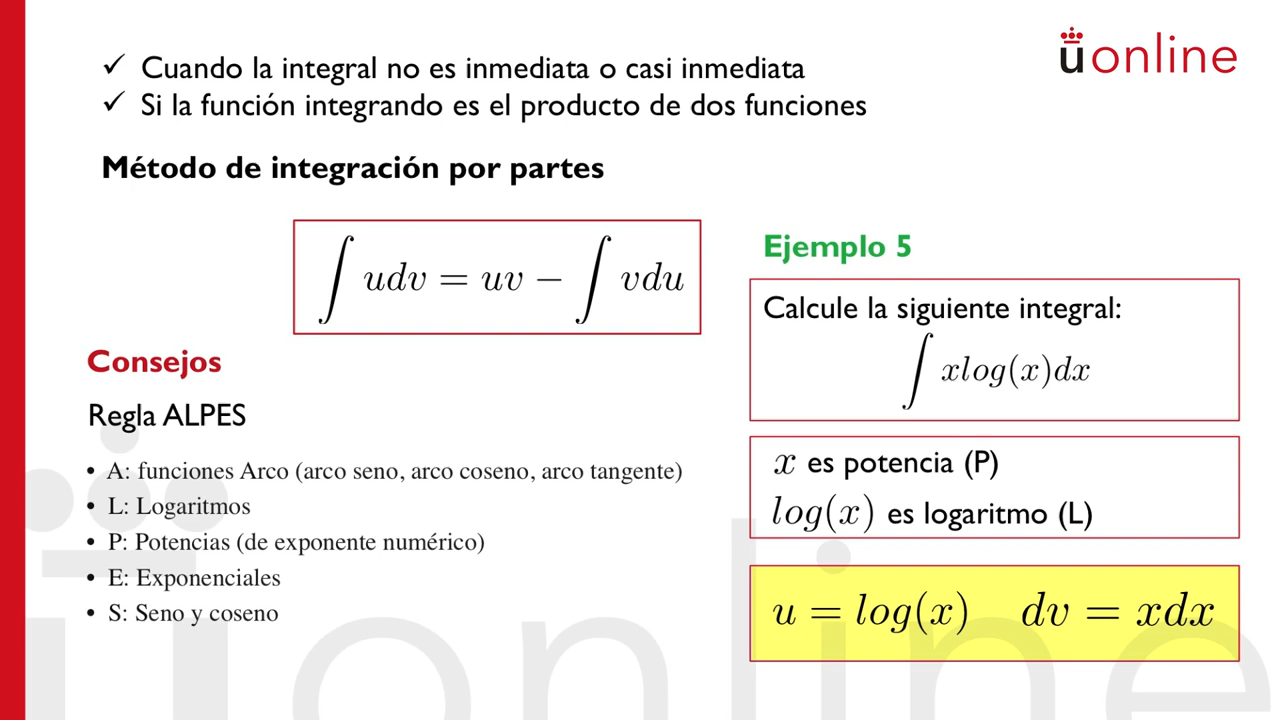 üonline
✓ Cuando la integral no es inmediata o casi inmediata
✓ Si la función integrando es el producto de dos funciones
Método de integración por partes
∫ udv = uv − ∫ vdu
Consejos
Regla ALPES
• A: funciones Arco (arco seno, arco coseno, arco tangente)
• L: Logaritmos
• P: Potencias (de exponente numérico)
• E: Exponenciales
• S: Seno y coseno
Ejemplo 5
Calcule la siguiente integral:
∫ xlog(x)dx
x es potencia (P)
log(x) es logaritmo (L)
u = log(x) dv = xdx
üonline